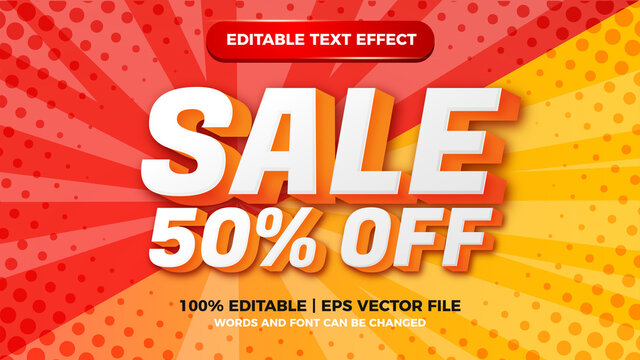 EDITABLE TEXT EFFECT
SALE
50% OFF
100% EDITABLE | EPS VECTOR FILE
WORDS AND FONT CAN BE CHANGED